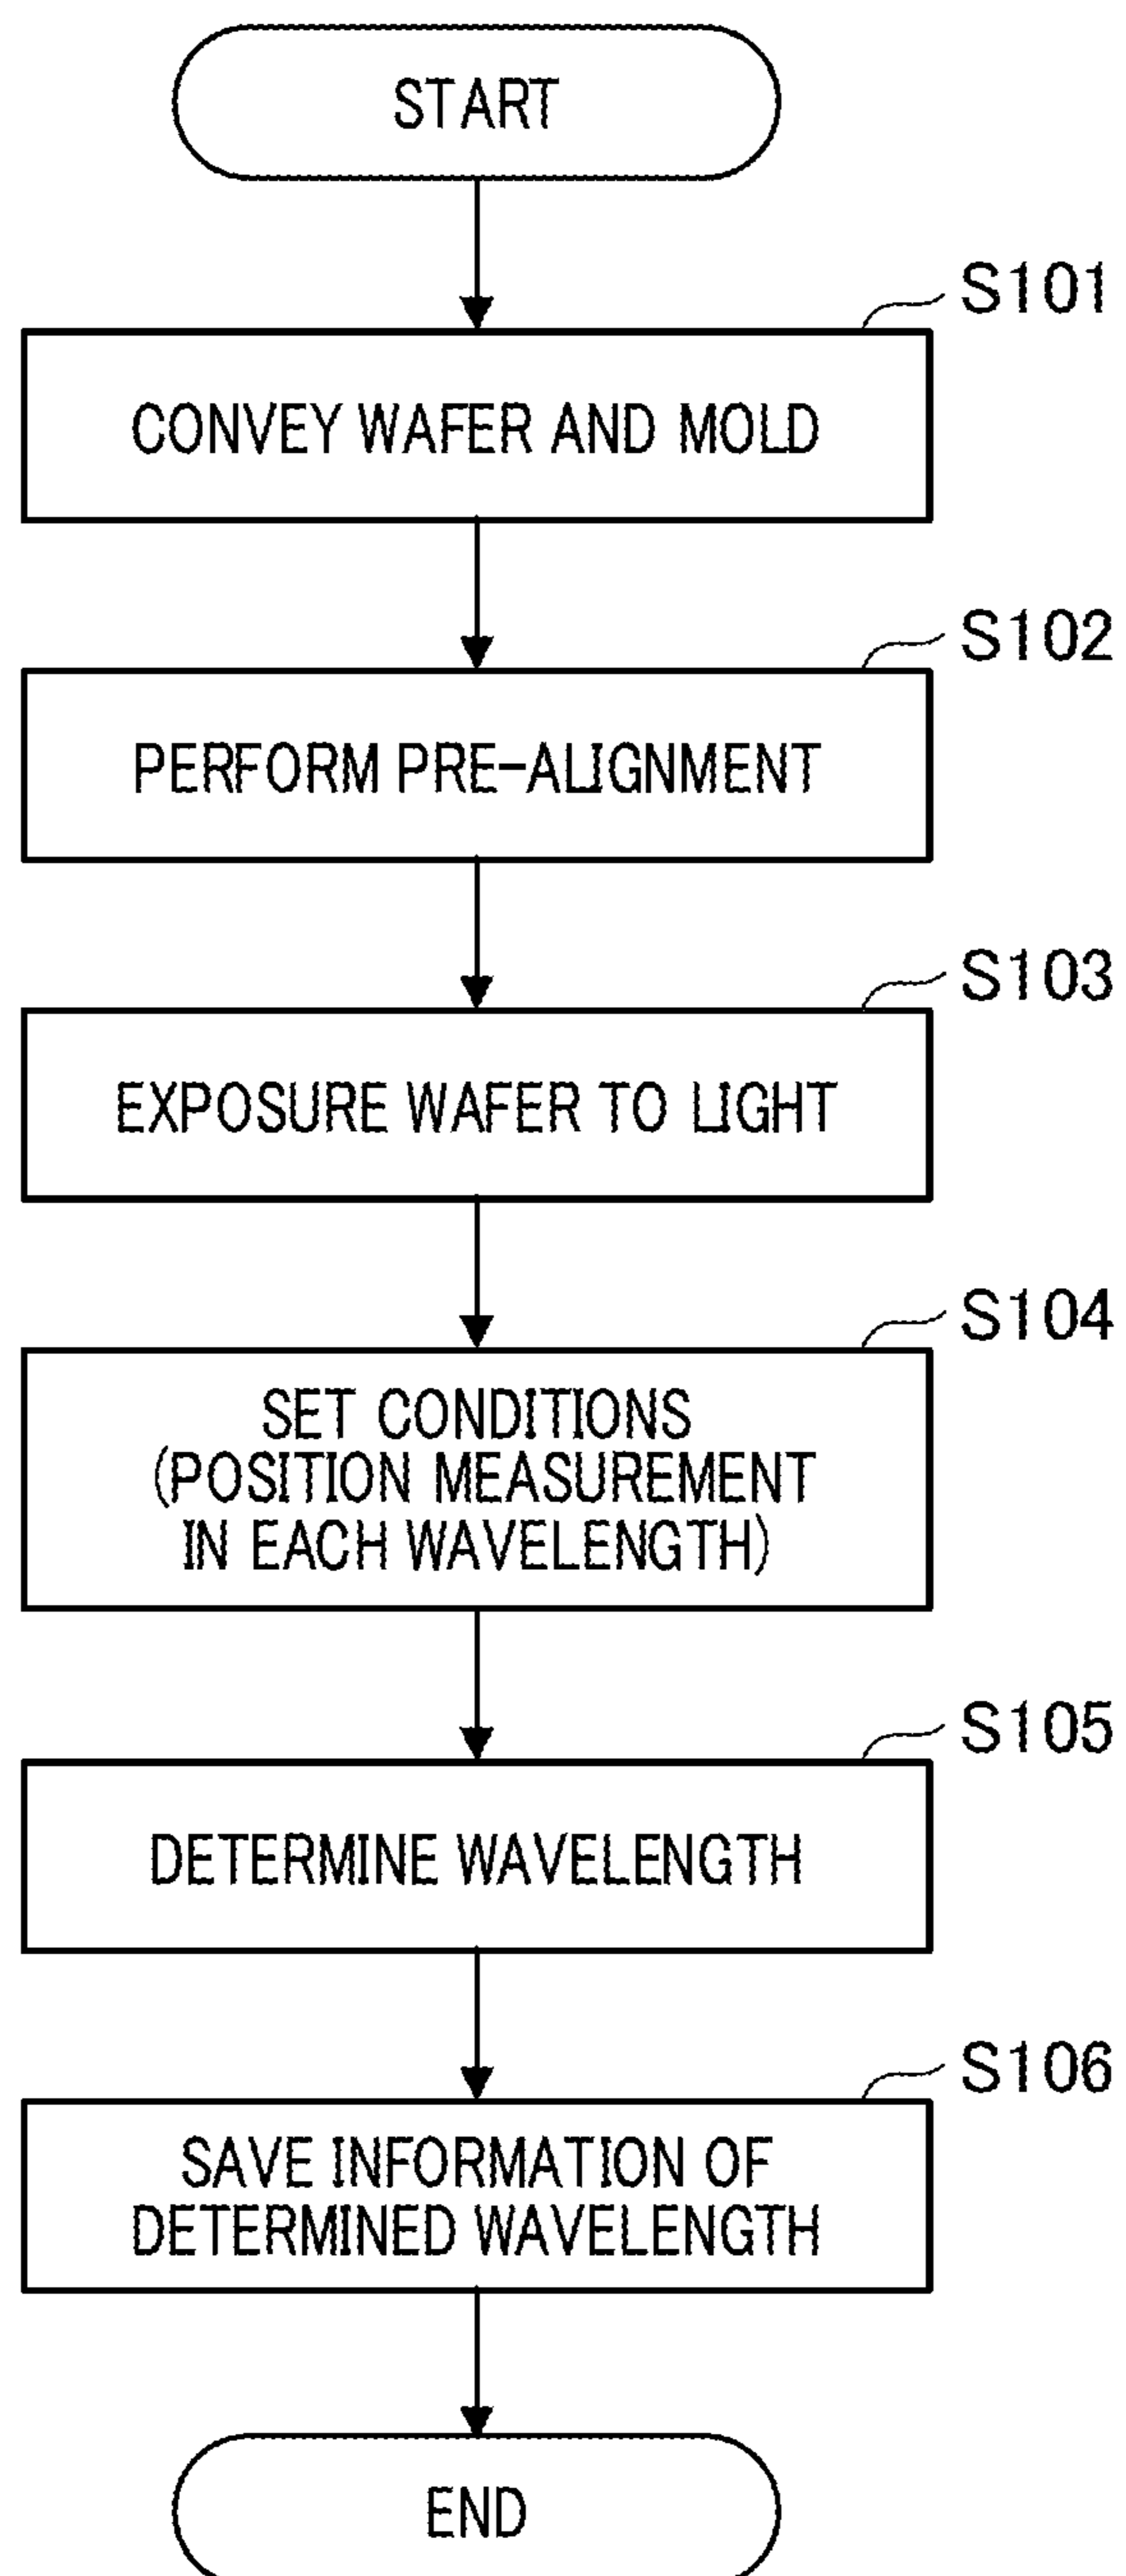 START
S101
CONVEY WAFER AND MOLD
S102
PERFORM PRE-ALIGNMENT
S103
EXPOSURE WAFER TO LIGHT
S104
SET CONDITIONS
(POSITION MEASUREMENT
IN EACH WAVELENGTH)
S105
DETERMINE WAVELENGTH
S106
SAVE INFORMATION OF
DETERMINED WAVELENGTH
END